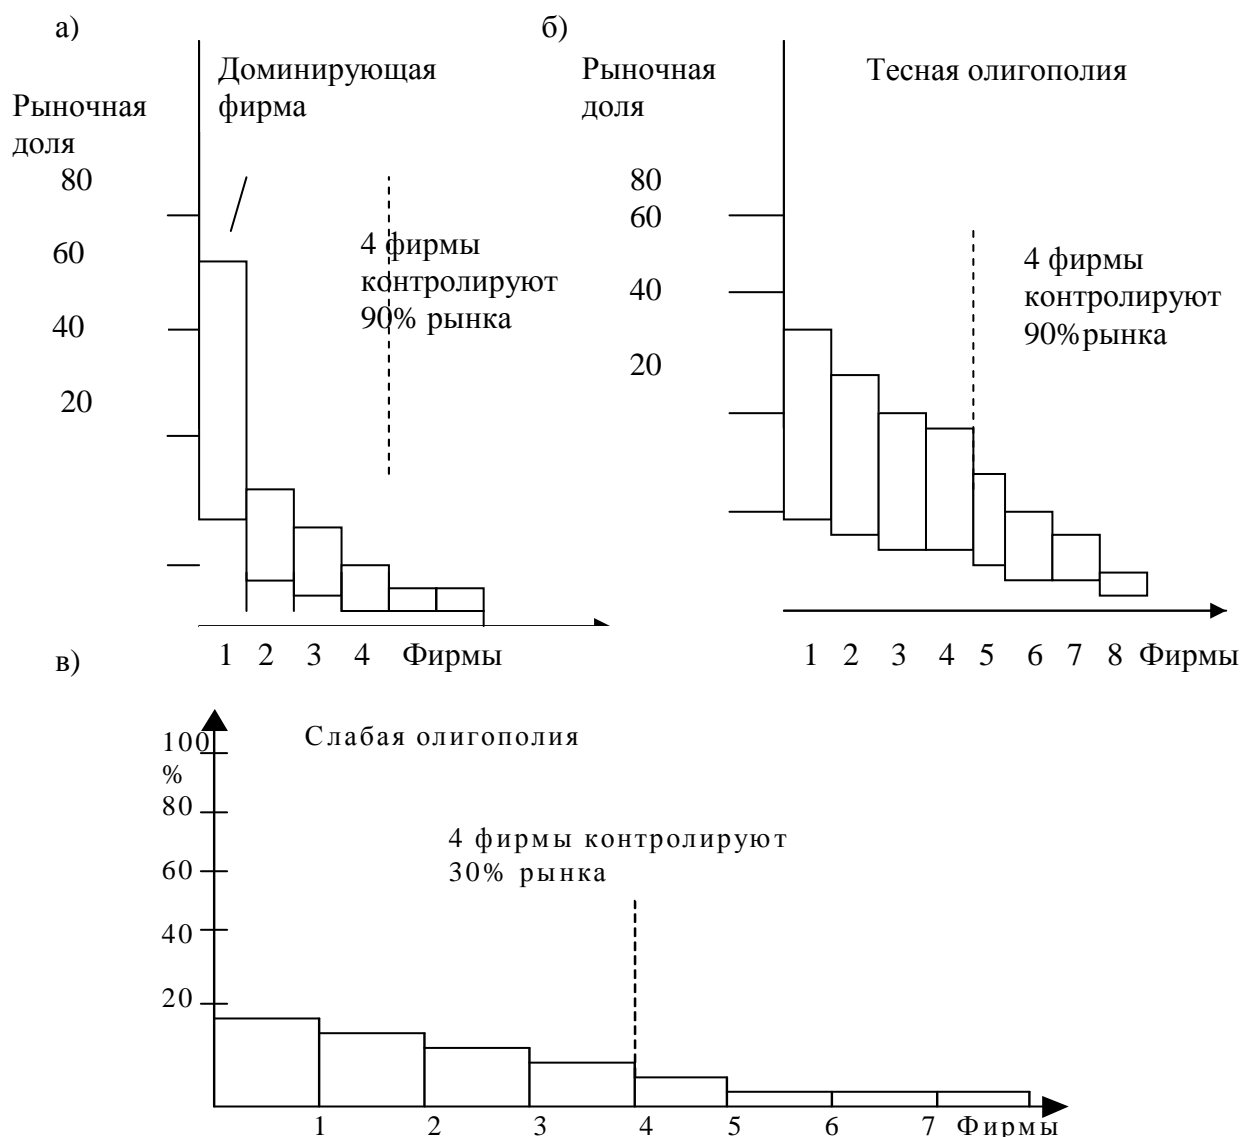 а)
Доминирующая
фирма
Рыночная
доля
80
60
40
20
4 фирмы
контролируют
90% рынка
1 2 3 4 Фирмы
б)
Рыночная
доля
Тесная олигополия
80
60
40
20
4 фирмы
контролируют
90%рынка
1 2 3 4 5 6 7 8 Фирмы
в)
Слабая олигополия
100
%
80
60
40
20
4 фирмы контролируют
30% рынка
1 2 3 4 5 6 7 Фирмы